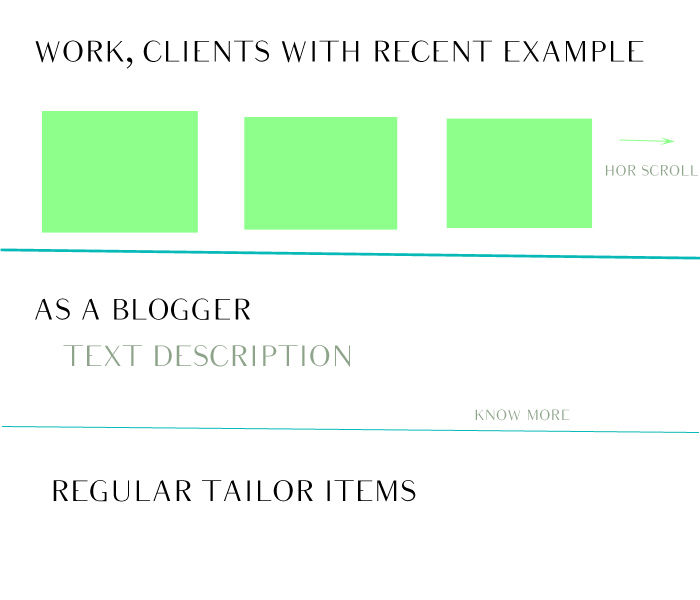 WORK, CLIENTS WITH RECENT EXAMPLE
HOR SCROLL
AS A BLOGGER
TEXT DESCRIPTION
KNOW MORE
REGULAR TAILOR ITEMS